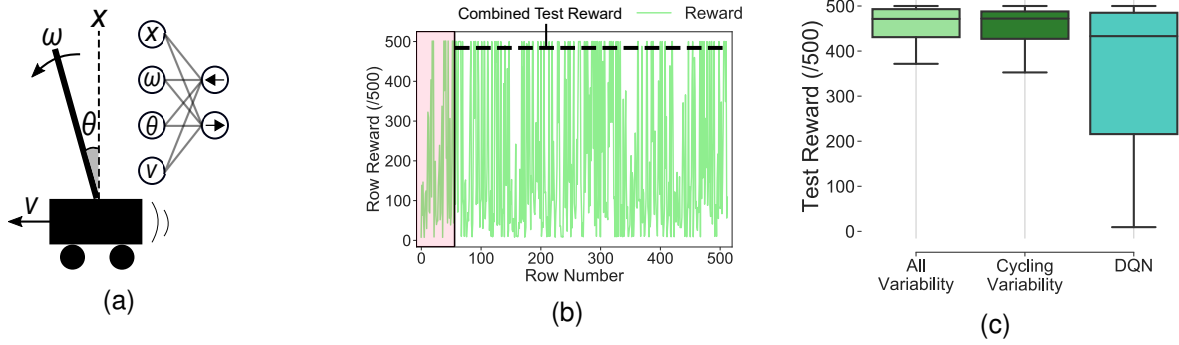 x
ω
θ
v
x
ω
θ
v
(a)
Combined Test Reward
Reward
Row Reward (/500)
500
400
300
200
100
0
0 100 200 300 400 500
Row Number
(b)
Test Reward (/500)
500
400
300
200
100
0
All
Variability
Cycling
Variability
DQN
(c)